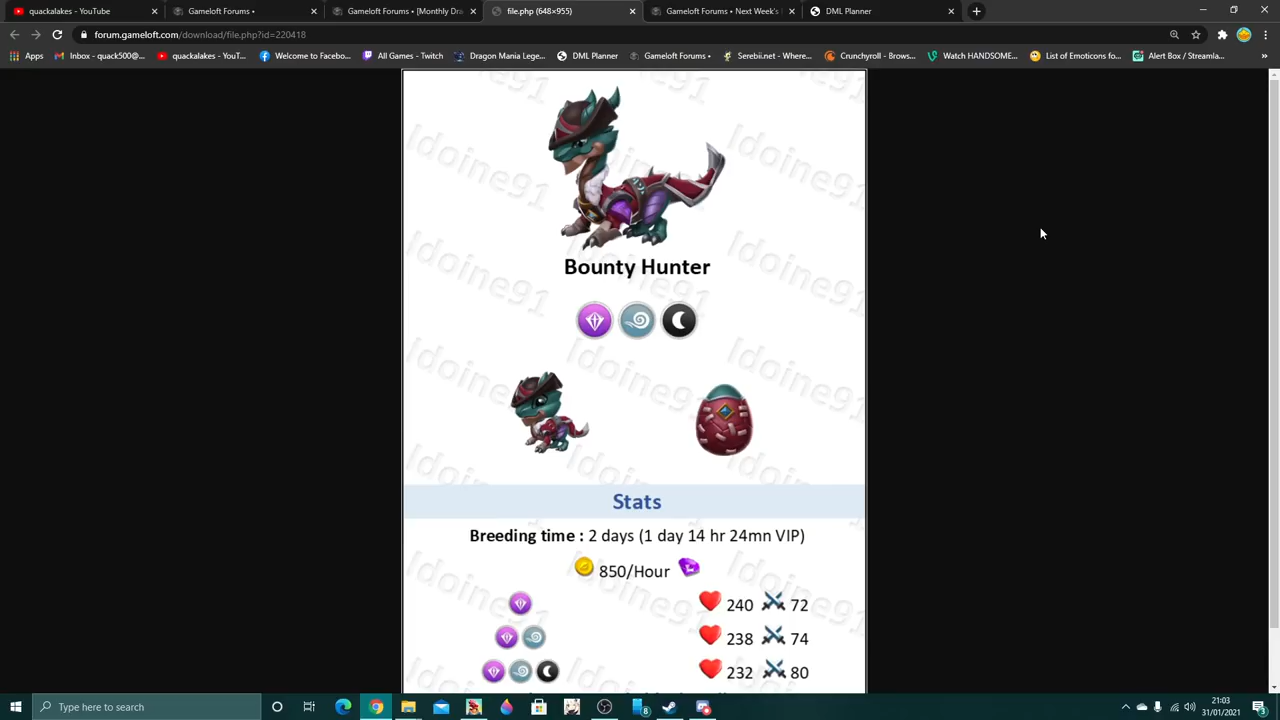 quackalakes - YouTube
Gameloft Forums •
Gameloft Forums • [Monthly Dra
file.php (648×955)
Gameloft Forums • Next Week's
DML Planner
forum.gameloft.com/download/file.php?id=220418
Apps
Inbox - quack500@...
quackalakes - YouT...
Welcome to Facebo...
All Games - Twitch
Dragon Mania Lege...
DML Planner
Gameloft Forums •
Serebii.net - Where...
Crunchyroll - Brows...
Watch HANDSOME...
List of Emoticons fo...
Alert Box / Streamla...
»
ldoine91
Bounty Hunter
Stats
Breeding time : 2 days (1 day 14 hr 24mn VIP)
850/Hour
240 72
238 74
232 80
Type here to search
8
21:03
31/01/2021
3